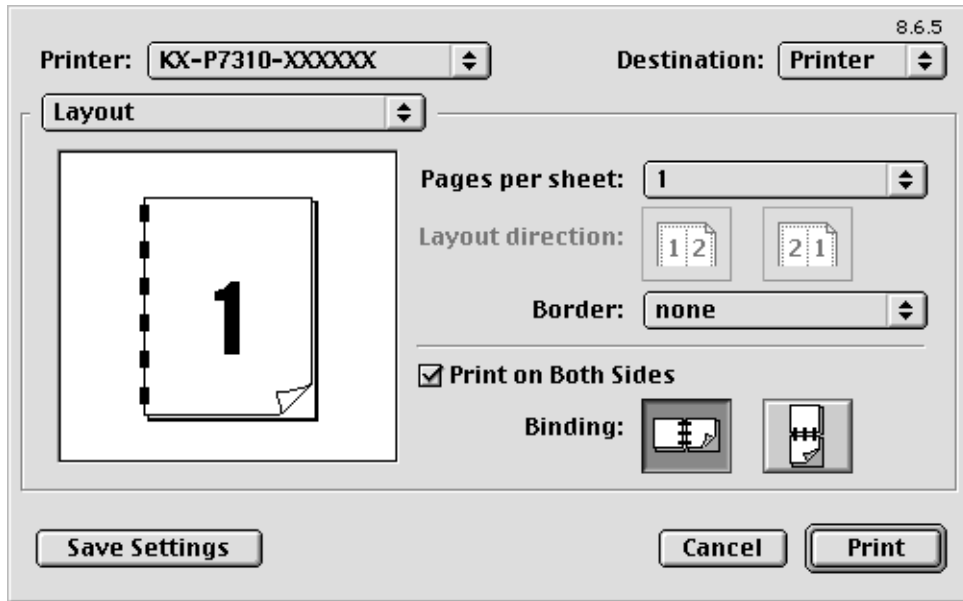 8.6.5
Printer: KX-P7310-XXXXXX Destination: Printer
Layout
Pages per sheet: 1
Layout direction: 1 2 2 1
1
Border: none
Print on Both Sides
Binding:
Save Settings Cancel Print